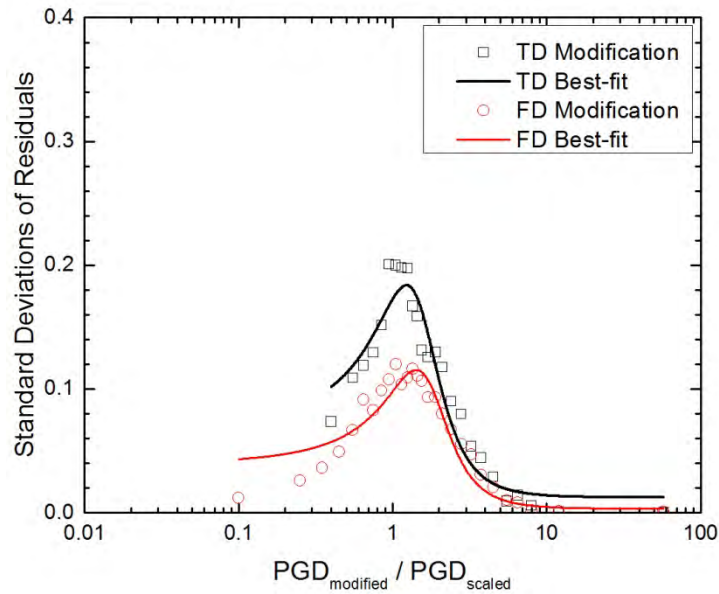 0.4
0.3
0.2
0.1
0.0
Standard Deviations of Residuals
TD Modification
TD Best-fit
FD Modification
FD Best-fit
0.01
0.1
1
10
100
PGDmodified / PGDscaled